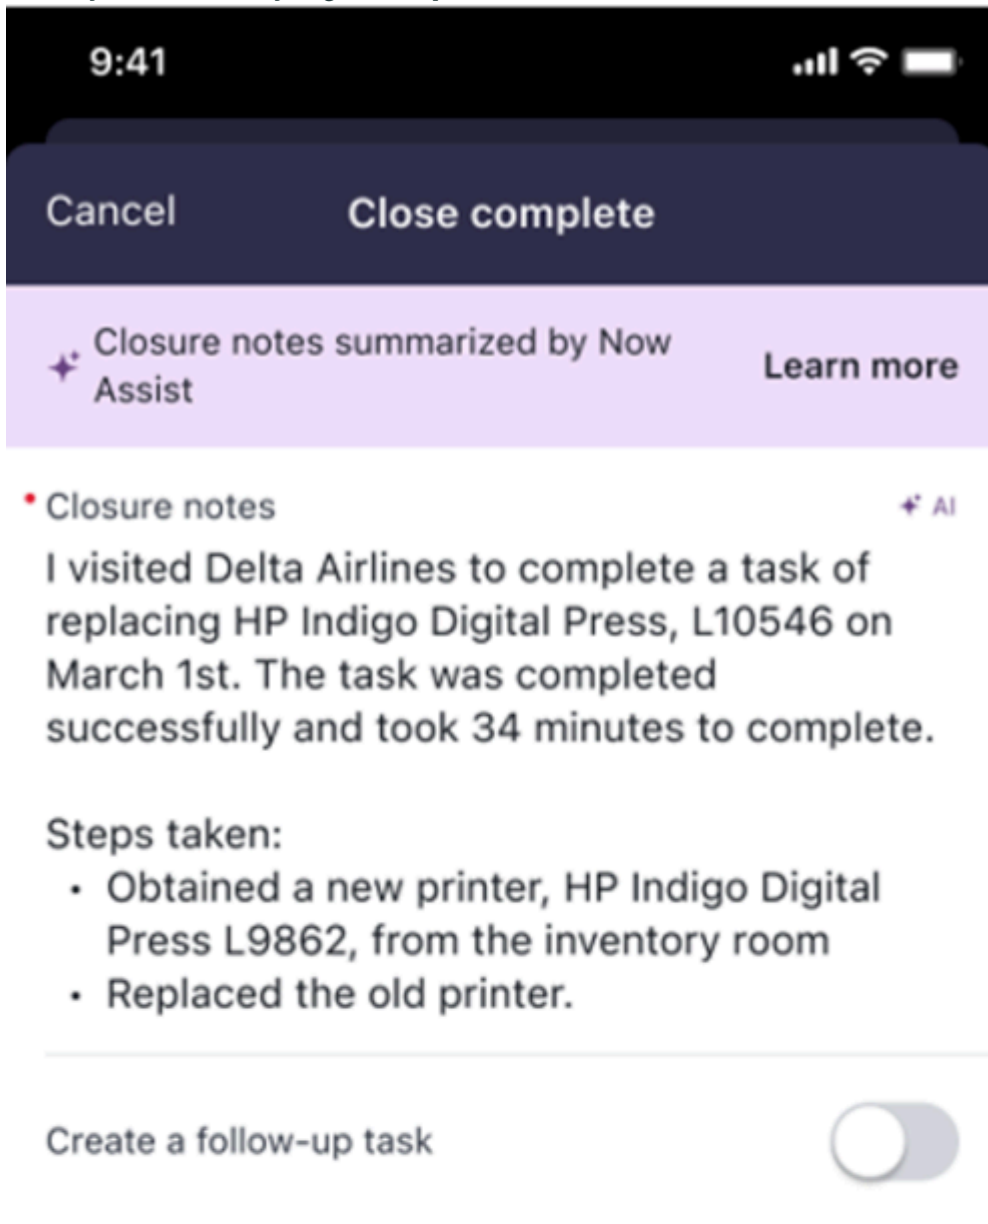 9:41
Cancel
Close complete
Closure notes summarized by Now
Assist
Learn more
Closure notes
AI
I visited Delta Airlines to complete a task of
replacing HP Indigo Digital Press, L10546 on
March 1st. The task was completed
successfully and took 34 minutes to complete.
Steps taken:
• Obtained a new printer, HP Indigo Digital
Press L9862, from the inventory room
• Replaced the old printer.
Create a follow-up task